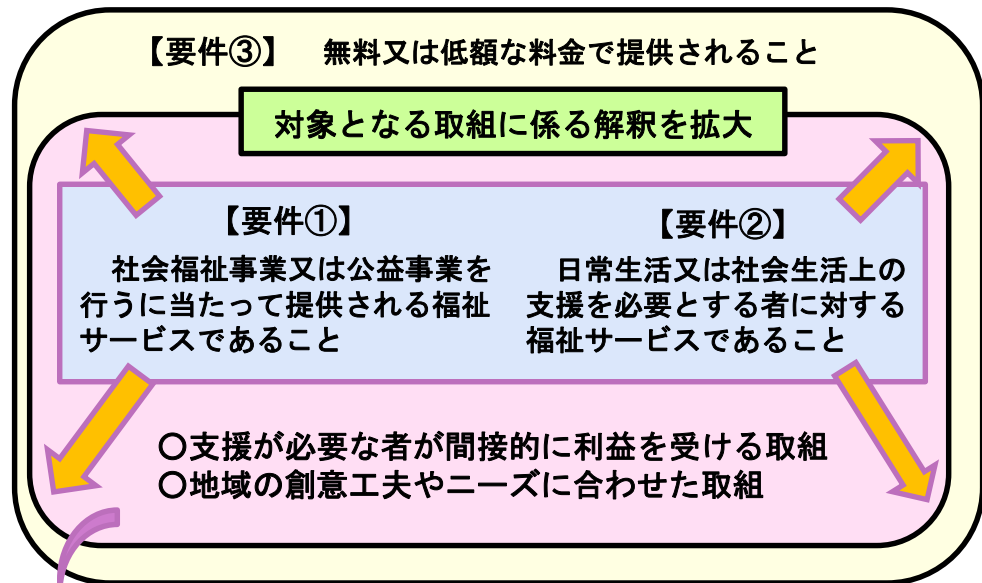 【要件③】　無料又は低額な料金で提供されること
対象となる取組に係る解釈を拡大
【要件①】
社会福祉事業又は公益事業を
行うに当たって提供される福祉
サービスであること
【要件②】
日常生活又は社会生活上の
支援を必要とする者に対する
福祉サービスであること
〇支援が必要な者が間接的に利益を受ける取組
〇地域の創意工夫やニーズに合わせた取組